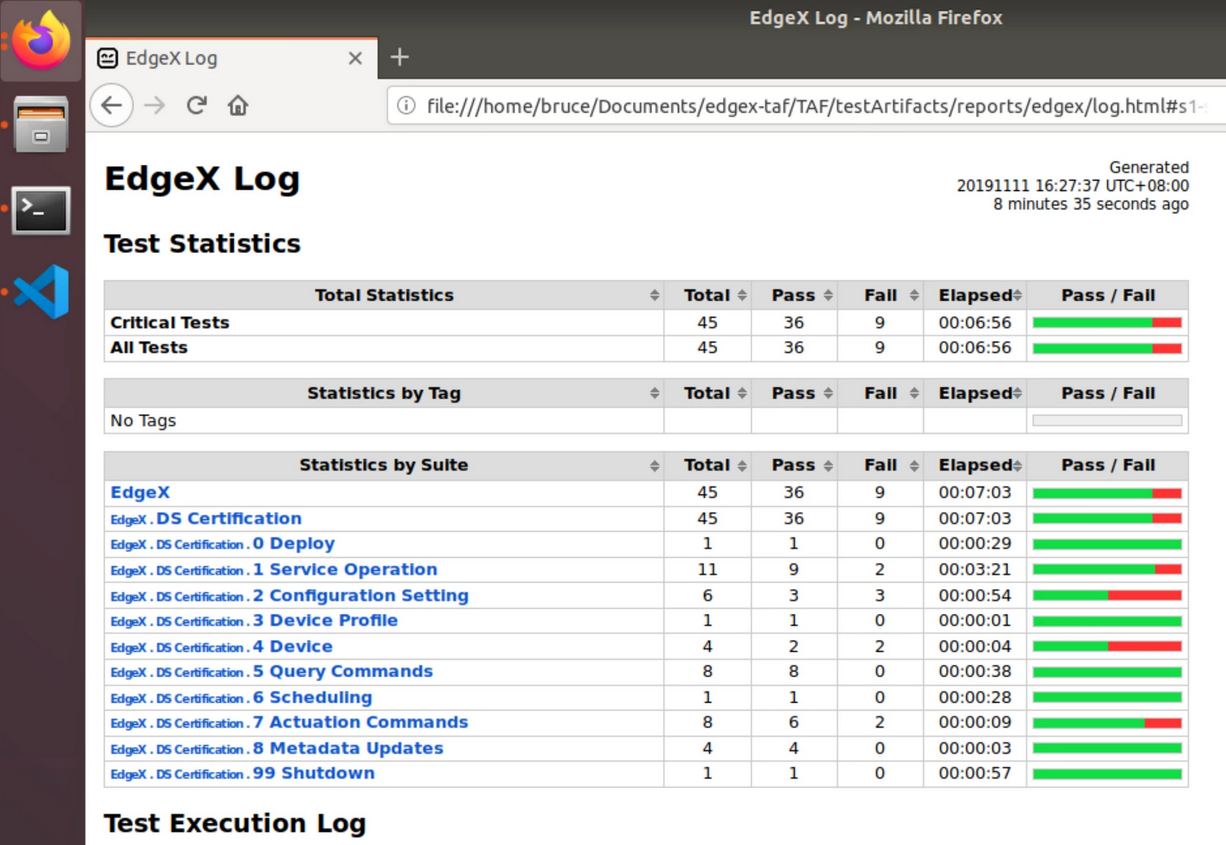 EdgeX Log - Mozilla Firefox
EdgeX Log
file:///home/bruce/Documents/edgex-taf/TAF/testArtifacts/reports/edgex/log.html#s1-
EdgeX Log
Generated
20191111 16:27:37 UTC+08:00
8 minutes 35 seconds ago
Test Statistics
Total Statistics Total Pass Fail Elapsed Pass / Fail
Critical Tests 45 36 9 00:06:56
All Tests 45 36 9 00:06:56
Statistics by Tag Total Pass Fail Elapsed Pass / Fail
No Tags
Statistics by Suite Total Pass Fail Elapsed Pass / Fail
EdgeX 45 36 9 00:07:03
EdgeX . DS Certification 45 36 9 00:07:03
EdgeX . DS Certification . 0 Deploy 1 1 0 00:00:29
EdgeX . DS Certification . 1 Service Operation 11 9 2 00:03:21
EdgeX . DS Certification . 2 Configuration Setting 6 3 3 00:00:54
EdgeX . DS Certification . 3 Device Profile 1 1 0 00:00:01
EdgeX . DS Certification . 4 Device 4 2 2 00:00:04
EdgeX . DS Certification . 5 Query Commands 8 8 0 00:00:38
EdgeX . DS Certification . 6 Scheduling 1 1 0 00:00:28
EdgeX . DS Certification . 7 Actuation Commands 8 6 2 00:00:09
EdgeX . DS Certification . 8 Metadata Updates 4 4 0 00:00:03
EdgeX . DS Certification . 99 Shutdown 1 1 0 00:00:57
Test Execution Log